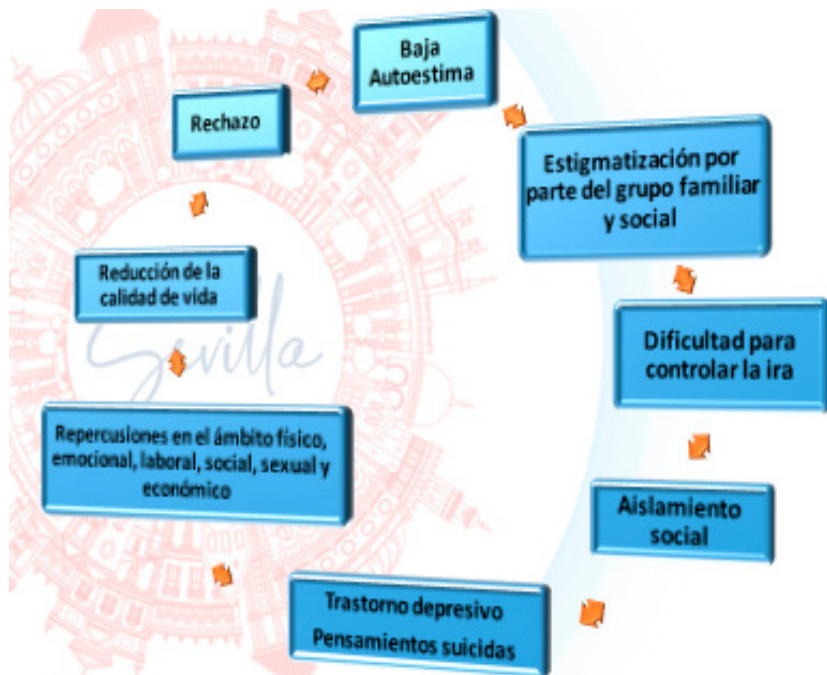 Baja
Autoestima
Rechazo
Estigmatización por
parte del grupo familiar
y social
Reducción de la
calidad de vida
Sevilla
Dificultad para
controlar la ira
Repercusiones en el ámbito físico,
emocional, laboral, social, sexual y
económico
Aislamiento
social
Trastorno depresivo
Pensamientos suicidas